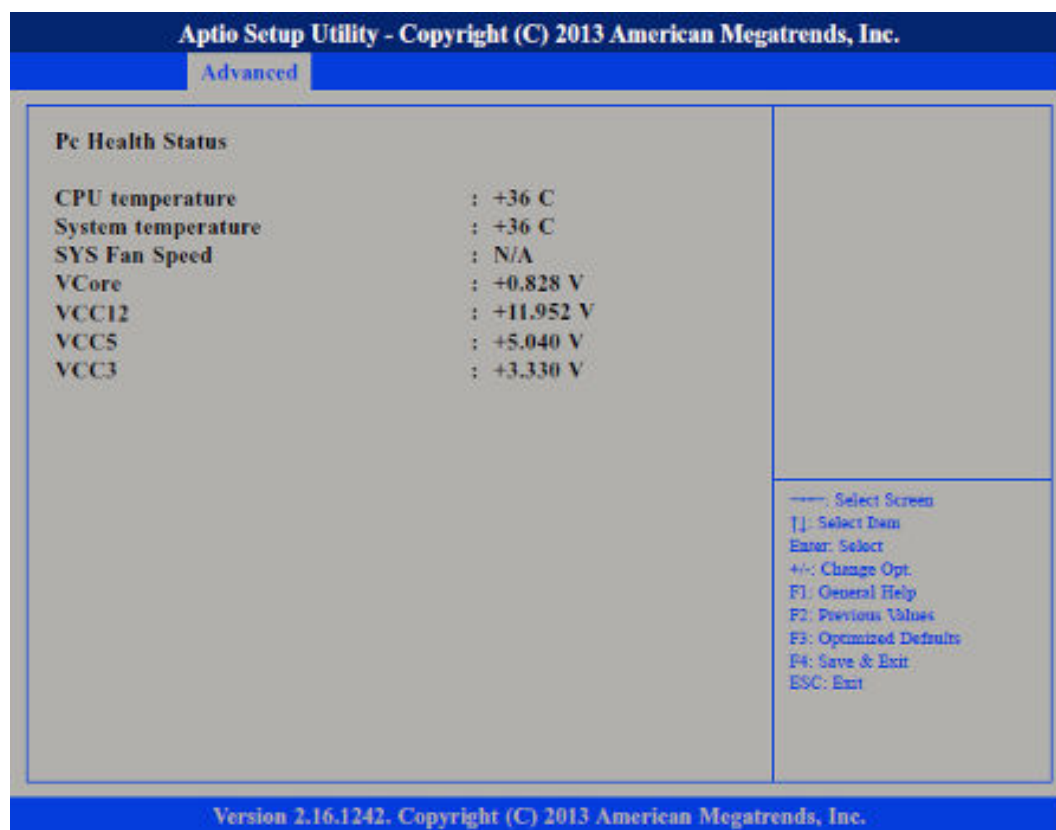 Aptio Setup Utility - Copyright (C) 2013 American Megatrends, Inc.
Advanced
Pc Health Status
CPU temperature : +36 C
System temperature : +36 C
SYS Fan Speed : N/A
VCore : +0.828 V
VCC12 : +11.952 V
VCC5 : +5.040 V
VCC3 : +3.330 V
: Select Screen
↑↓: Select Item
Enter: Select
+/-: Change Opt.
F1: General Help
F2: Previous Values
F3: Optimized Defaults
F4: Save & Exit
ESC: Exit
Version 2.16.1242. Copyright (C) 2013 American Megatrends, Inc.